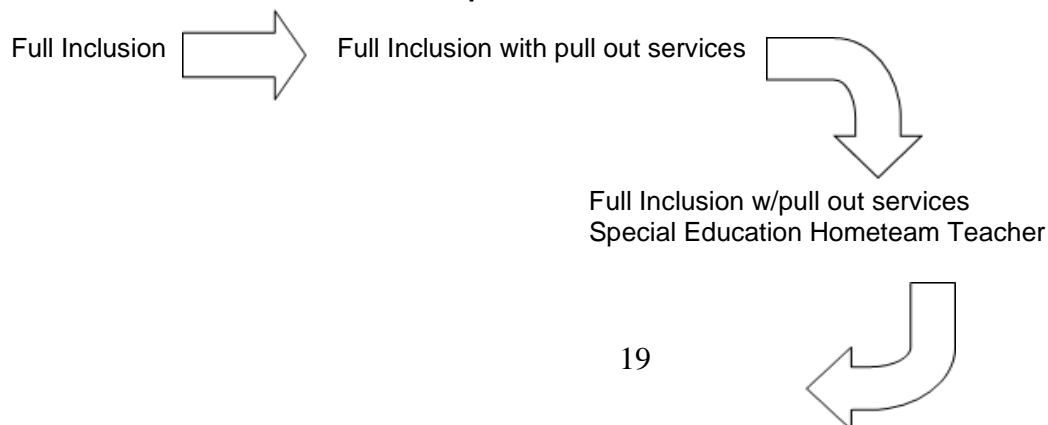 Full Inclusion
Full Inclusion with pull out services
Full Inclusion w/pull out services
Special Education Hometeam Teacher
19